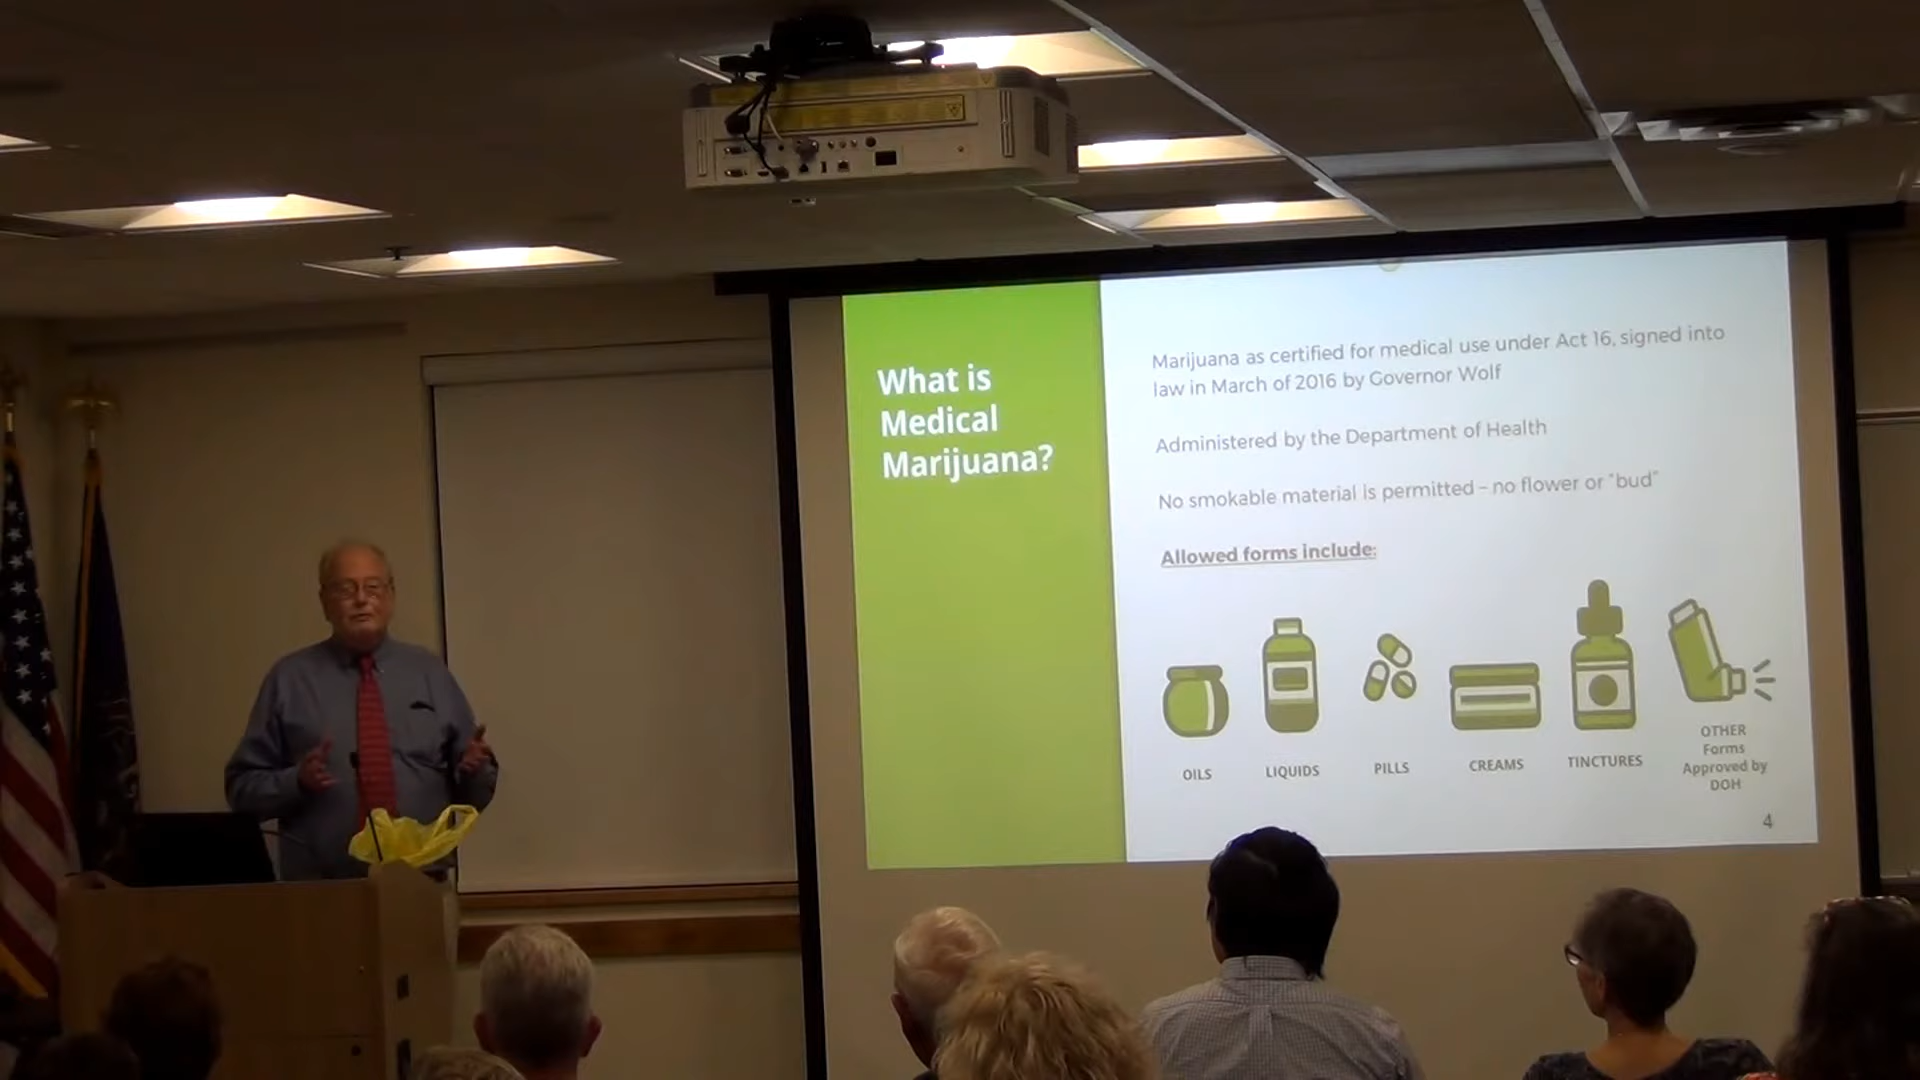 What is
Medical
Marijuana?
Marijuana as certified for medical use under Act 16, signed into
law in March of 2016 by Governor Wolf
Administered by the Department of Health
No smokable material is permitted – no flower or "bud"
Allowed forms include:
OILS
LIQUIDS
PILLS
CREAMS
TINCTURES
OTHER
Forms
Approved by
DOH
4